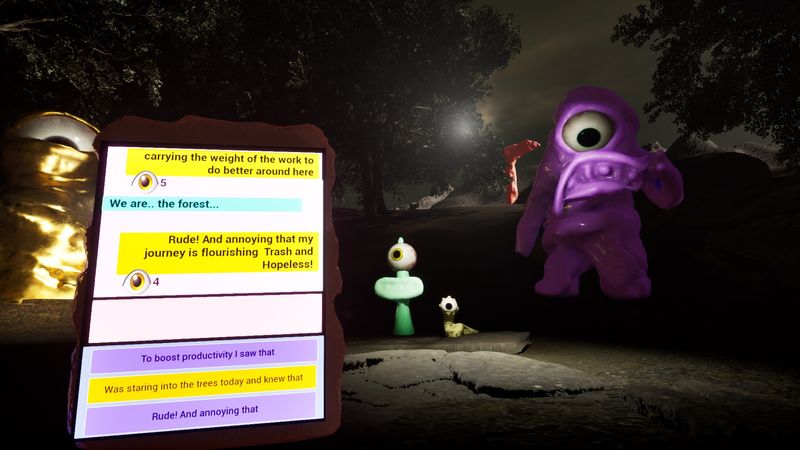 carrying the weight of the work to
do better around here
5
We are.. the forest...
Rude! And annoying that my
journey is flourishing Trash and
Hopeless!
4
To boost productivity I saw that
Was staring into the trees today and knew that
Rude! And annoying that